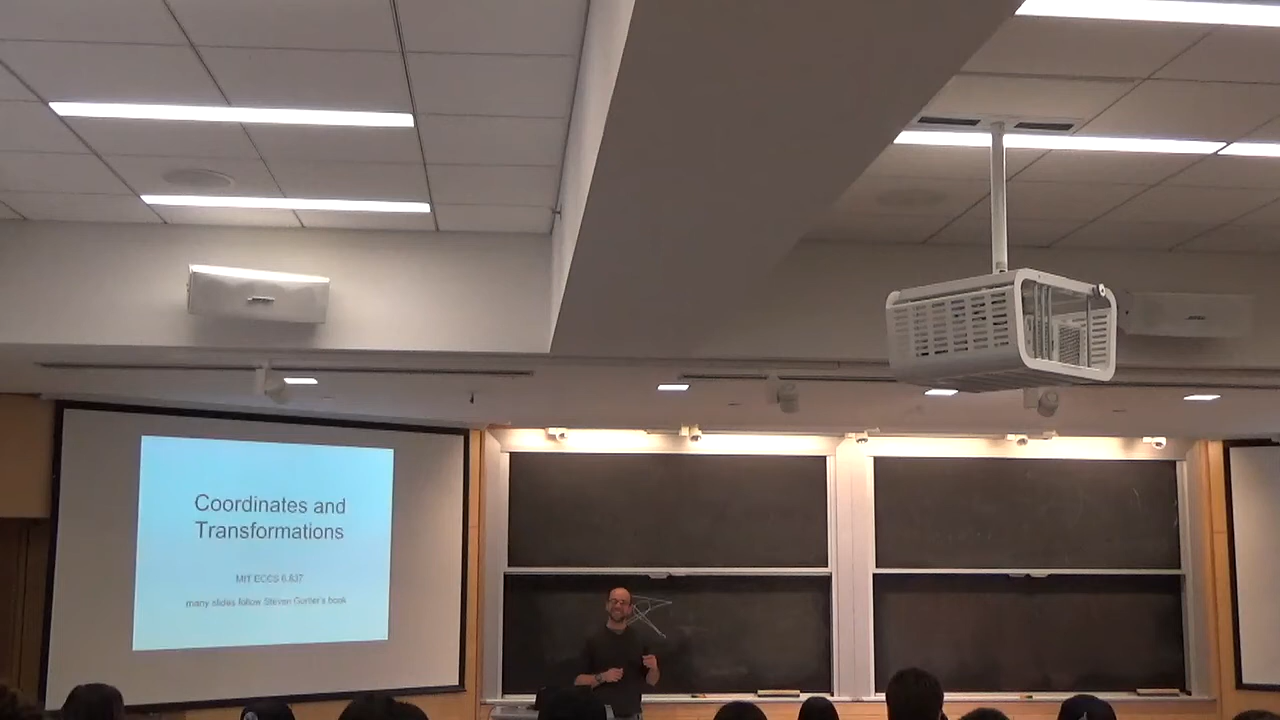 Coordinates and
Transformations
MIT EECS 6.837
many slides follow Steven Gortler's book